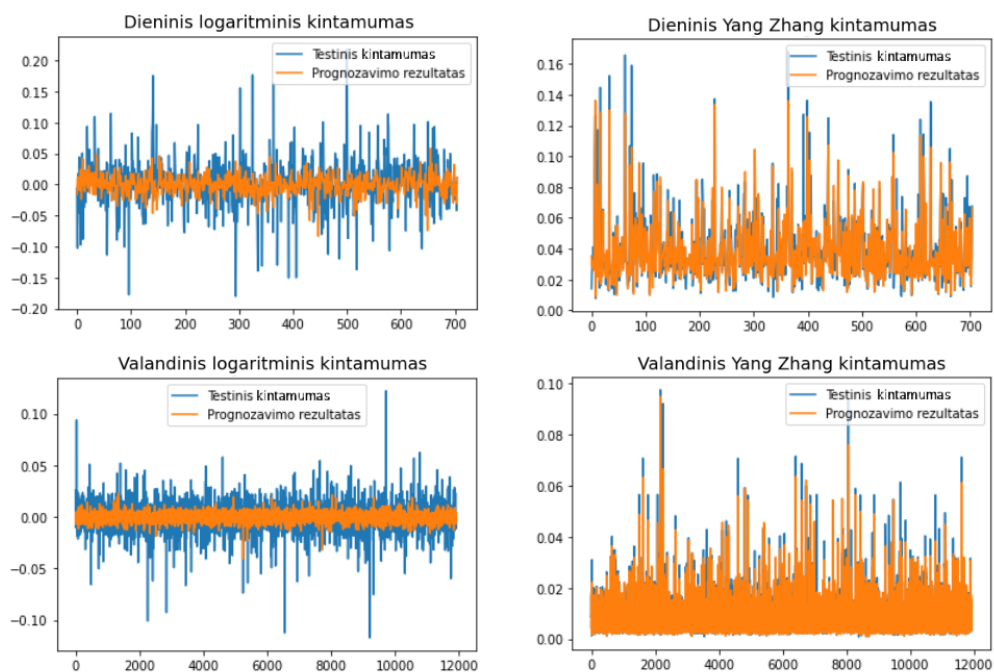 Dieninis logaritminis kintamumas
Testinis kintamumas
Prognozavimo rezultatas
0.20
0.15
0.10
0.05
0.00
−0.05
−0.10
−0.15
−0.20
0 100 200 300 400 500 600 700
Dieninis Yang Zhang kintamumas
Testinis kintamumas
Prognozavimo rezultatas
0.16
0.14
0.12
0.10
0.08
0.06
0.04
0.02
0.00
0 100 200 300 400 500 600 700
Valandinis logaritminis kintamumas
Testinis kintamumas
Prognozavimo rezultatas
0.10
0.05
0.00
−0.05
−0.10
0 2000 4000 6000 8000 10000 12000
Valandinis Yang Zhang kintamumas
Testinis kintamumas
Prognozavimo rezultatas
0.10
0.08
0.06
0.04
0.02
0.00
0 2000 4000 6000 8000 10000 12000